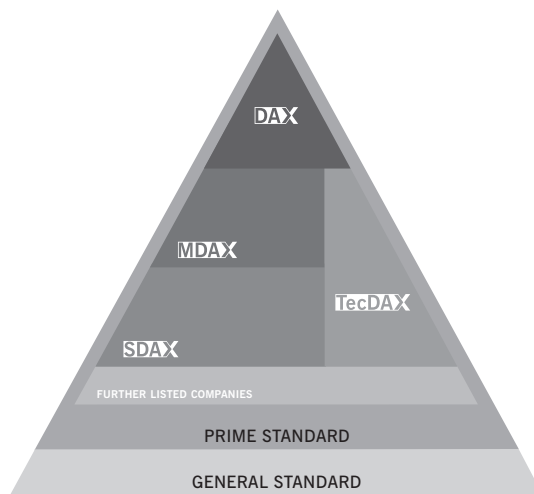 DAX
MDAX
TecDAX
SDAX
FURTHER LISTED COMPANIES
PRIME STANDARD
GENERAL STANDARD